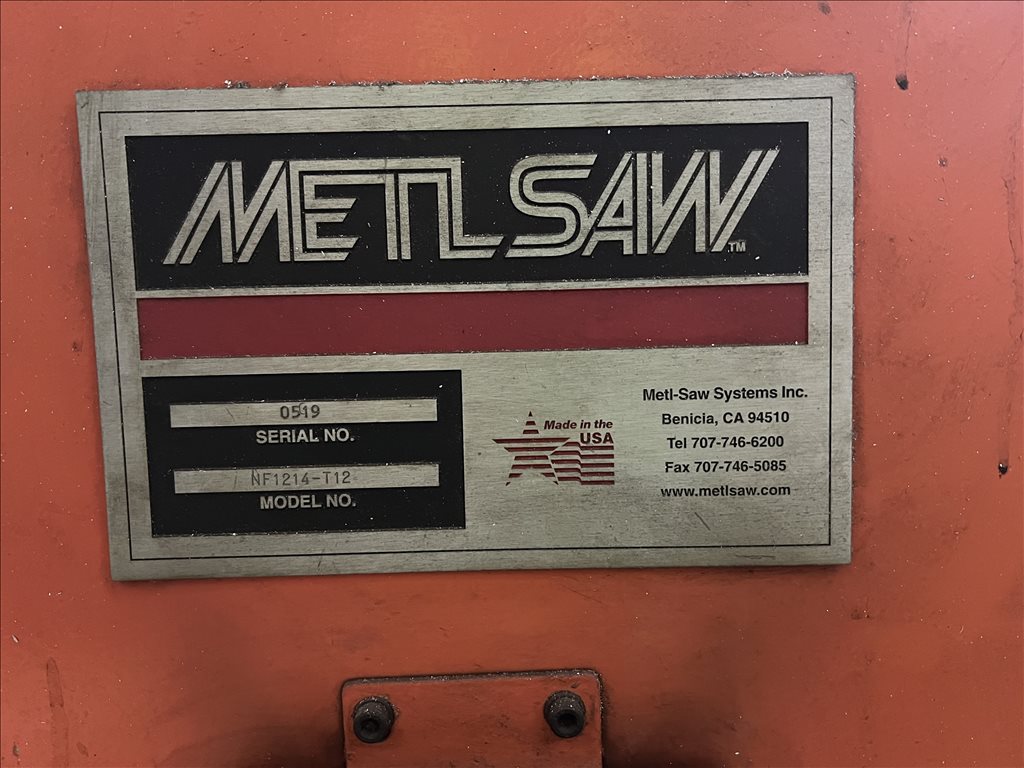 METLSAW TM
0519
SERIAL NO.
NF1214-T12
MODEL NO.
Made in the
USA
Metl-Saw Systems Inc.
Benicia, CA 94510
Tel 707-746-6200
Fax 707-746-5085
www.metlsaw.com